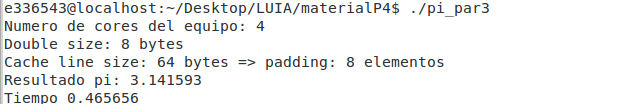 e336543@localhost:~/Desktop/LUIA/materialP4$ ./pi_par3
Numero de cores del equipo: 4
Double size: 8 bytes
Cache line size: 64 bytes => padding: 8 elementos
Resultado pi: 3.141593
Tiempo 0.465656